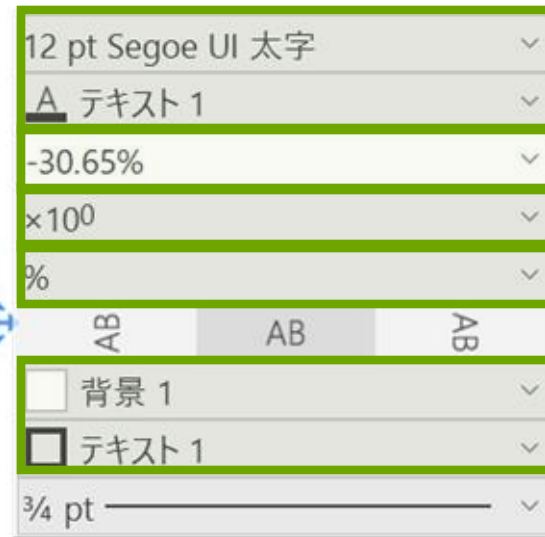 12 pt Segoe UI 太字
A テキスト 1
-30.65%
×10⁰
%
AB AB AB
背景 1
テキスト 1
¾ pt